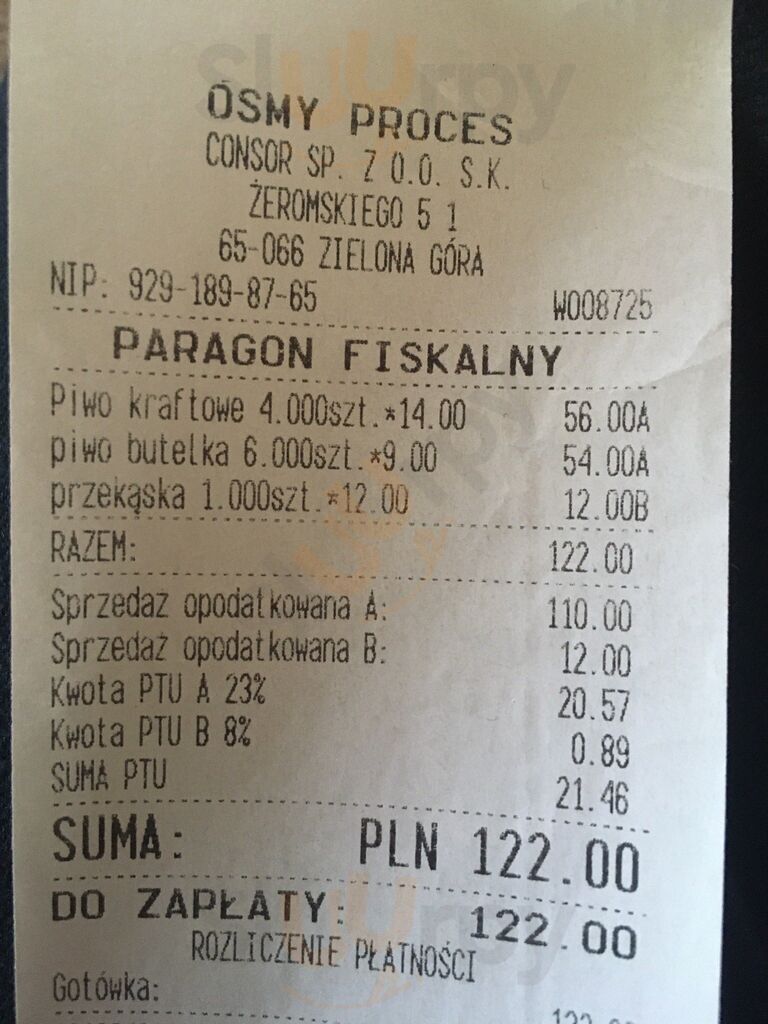 ÓSMY PROCES
CONSOR SP. Z O.O. S.K.
ŻEROMSKIEGO 5 1
65-066 ZIELONA GÓRA
NIP: 929-189-87-65 W008725
PARAGON FISKALNY
Piwo kraftowe 4.000szt.*14.00 56.00A
piwo butelka 6.000szt.*9.00 54.00A
przekąska 1.000szt.*12.00 12.00B
RAZEM: 122.00
Sprzedaż opodatkowana A: 110.00
Sprzedaż opodatkowana B: 12.00
Kwota PTU A 23% 20.57
Kwota PTU B 8% 0.89
SUMA PTU 21.46
SUMA: PLN 122.00
DO ZAPŁATY: 122.00
ROZLICZENIE PŁATNOŚCI
Gotówka: